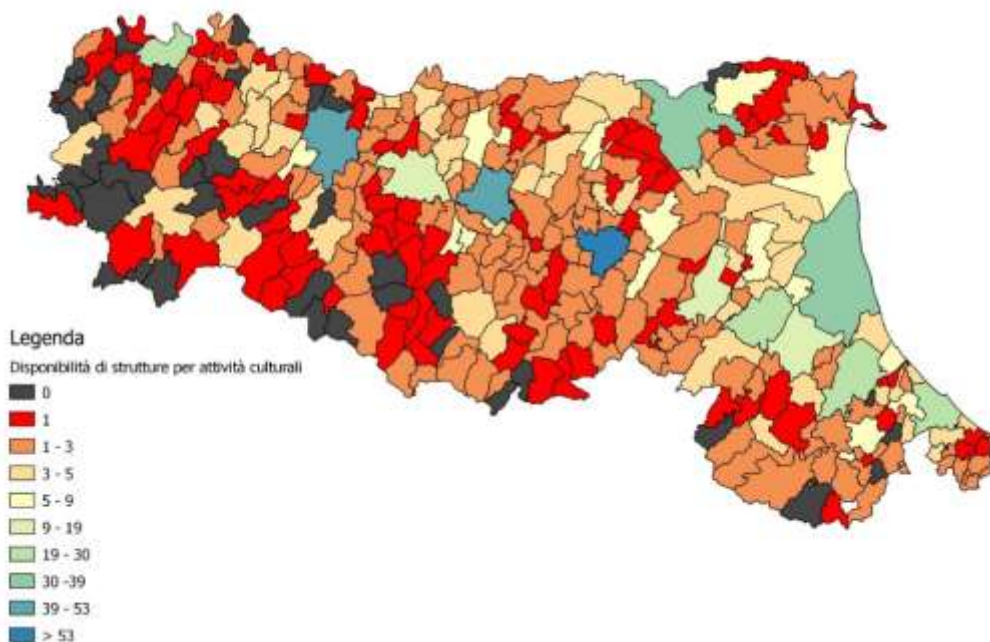 Legenda
Disponibilità di strutture per attività culturali
0
1
1 - 3
3 - 5
5 - 9
9 - 19
19 - 30
30 -39
39 - 53
> 53